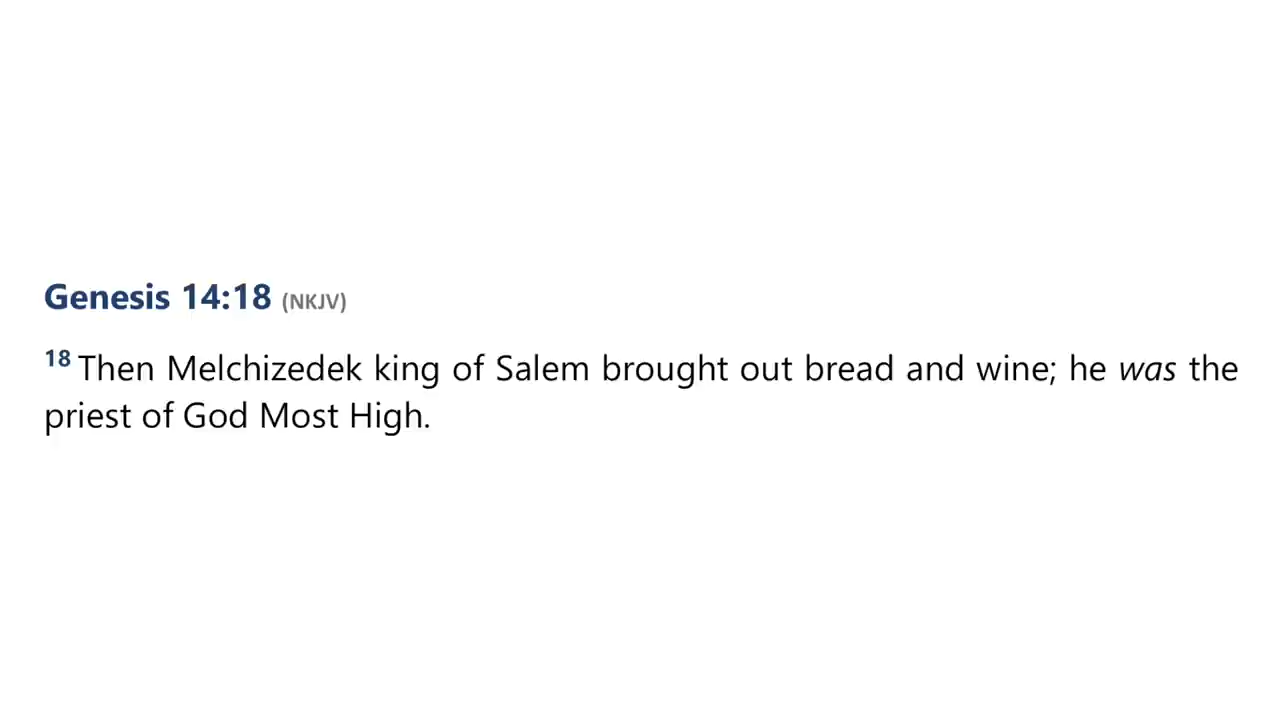 Genesis 14:18 (NKJV)
18 Then Melchizedek king of Salem brought out bread and wine; he was the
priest of God Most High.